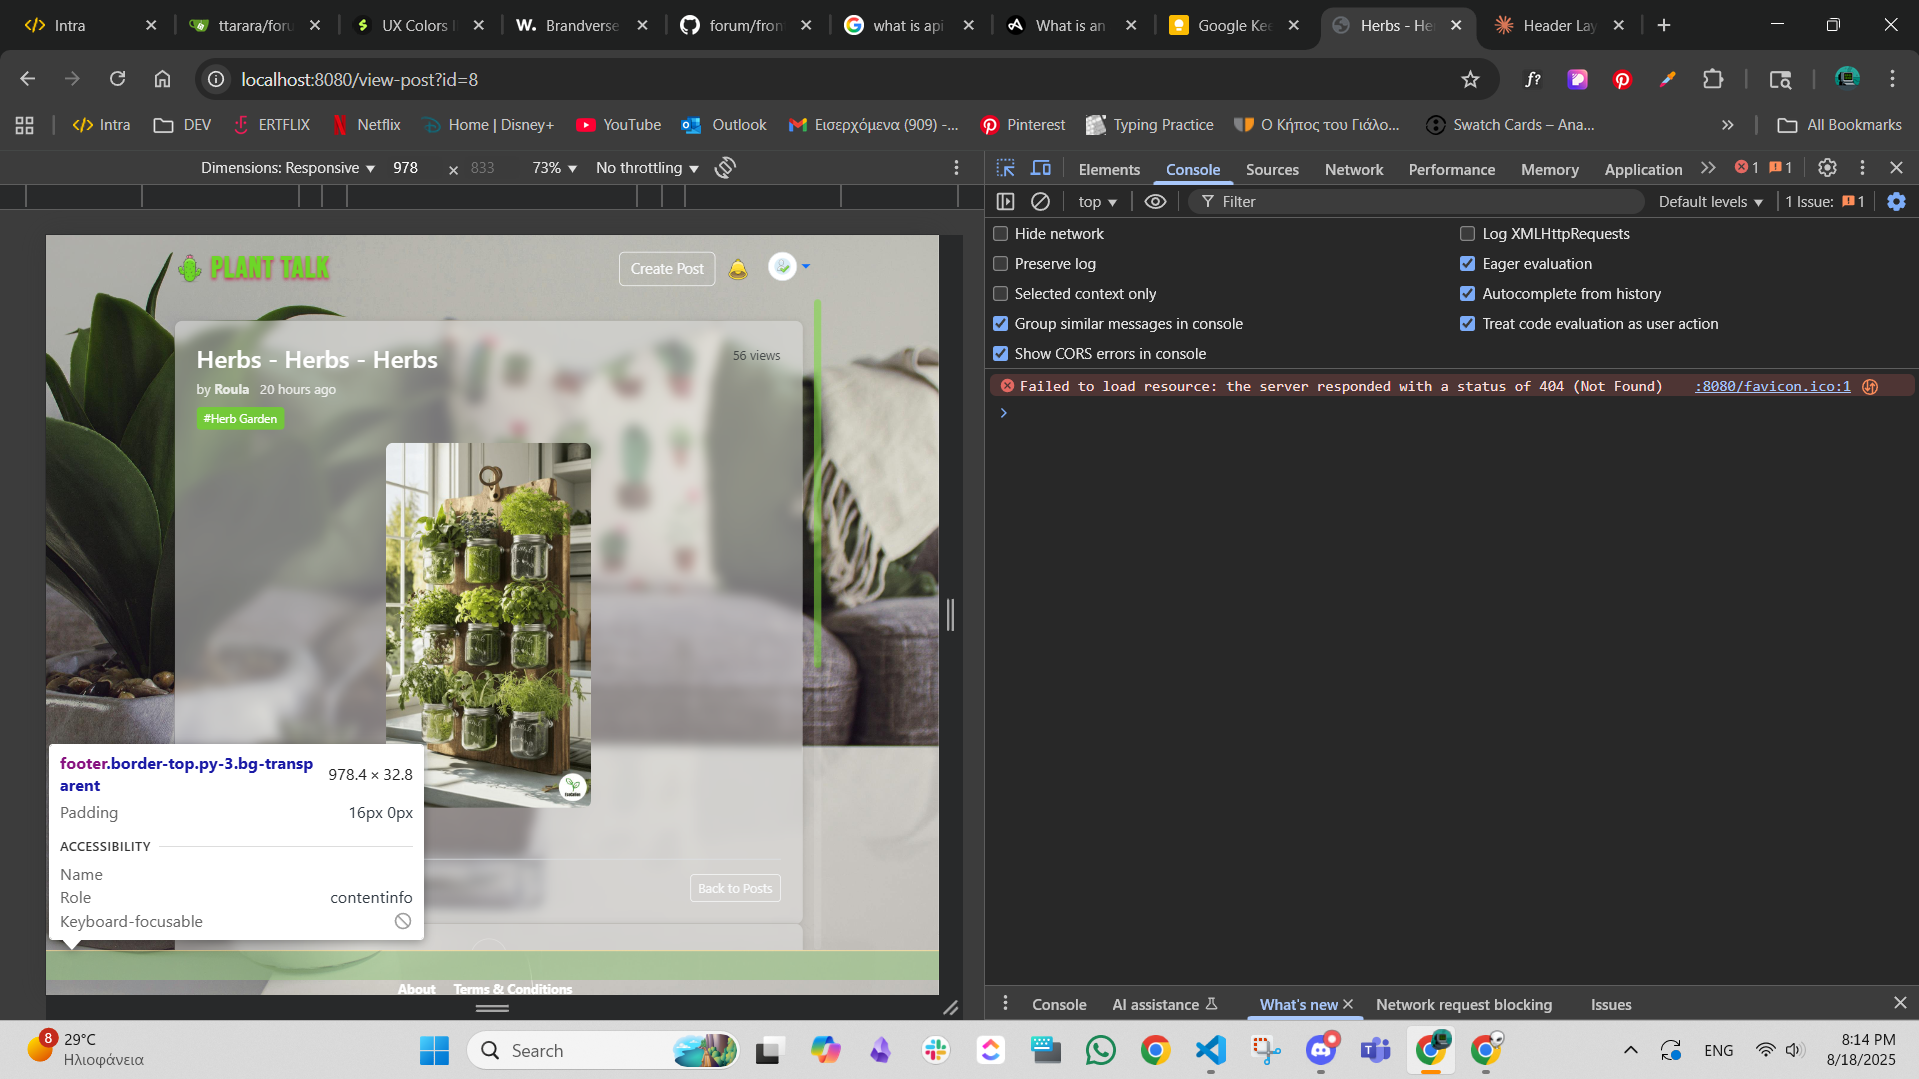 Intra
ttarara/foru
UX Colors I
Brandverse
forum/fron
what is api
What is an
Google Kee
Herbs - He
Header Lay
localhost:8080/view-post?id=8
f?
Intra
DEV
ERTFLIX
Netflix
Home | Disney+
YouTube
Outlook
Εισερχόμενα (909) -...
Pinterest
Typing Practice
Ο Κήπος του Γιάλο...
Swatch Cards – Ana...
All Bookmarks
Dimensions: Responsive
978
×
833
73%
No throttling
Elements
Console
Sources
Network
Performance
Memory
Application
1
1
top
Filter
Default levels
1 Issue:
1
Hide network
Log XMLHttpRequests
Preserve log
Eager evaluation
Selected context only
Autocomplete from history
Group similar messages in console
Treat code evaluation as user action
Show CORS errors in console
Failed to load resource: the server responded with a status of 404 (Not Found)
:8080/favicon.ico:1
PLANT TALK
Create Post
Herbs - Herbs - Herbs
56 views
by Roula
20 hours ago
#Herb Garden
footer.border-top.py-3.bg-transp
arent
978.4 × 32.8
Padding
16px 0px
ACCESSIBILITY
Name
Role
contentinfo
Keyboard-focusable
Back to Posts
About
Terms & Conditions
Console
AI assistance
What's new
Network request blocking
Issues
8
29°C
Ηλιοφάνεια
Search
ENG
8:14 PM
8/18/2025